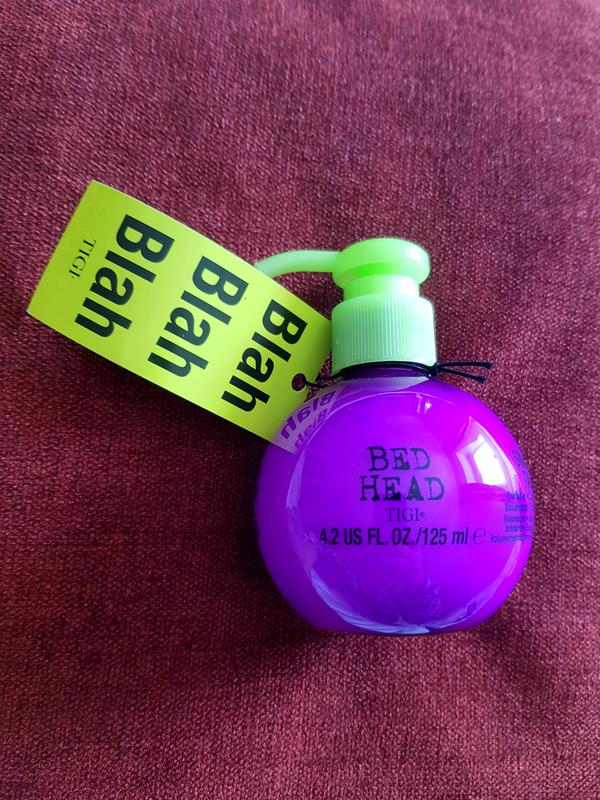 TIGI
Blah
Blah
Blah
BED
HEAD
TIGI®
4.2 US FL. OZ./125 ml ℮